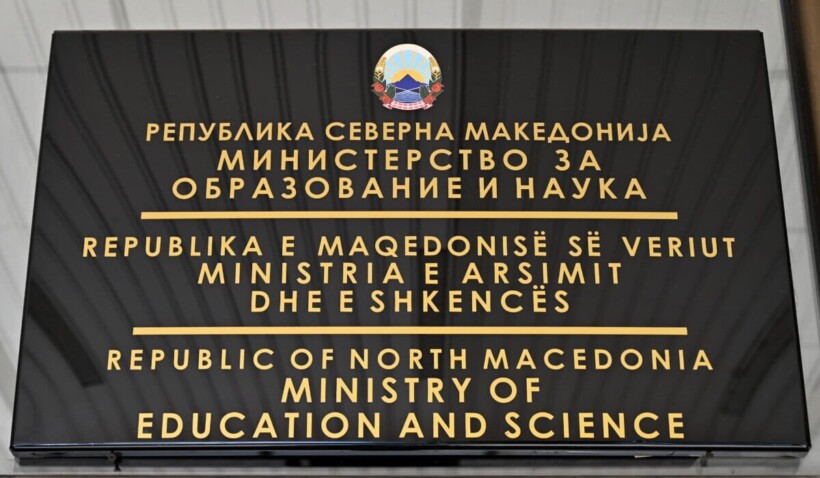 РЕПУБЛИКА СЕВЕРНА МАКЕДОНИЈА
МИНИСТЕРСТВО ЗА
ОБРАЗОВАНИЕ И НАУКА
REPUBLIKA E MAQEDONISË SË VERIUT
MINISTRIA E ARSIMIT
DHE E SHKENCËS
REPUBLIC OF NORTH MACEDONIA
MINISTRY OF
EDUCATION AND SCIENCE